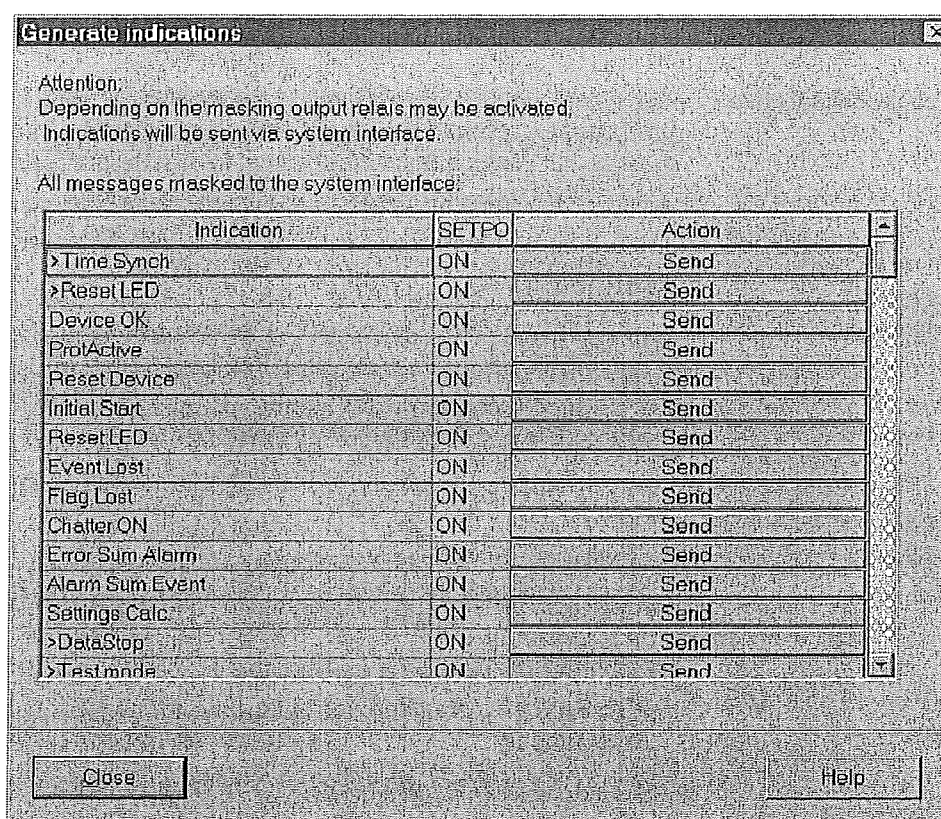 Generate indications
Attention:
Depending on the masking output relais may be activated,
Indications will be sent via system interface.
All messages masked to the system interface:
Indication SETPO Action
>Time Synch ON Send
>Reset LED ON Send
Device OK ON Send
ProtActive ON Send
Reset Device ON Send
Initial Start ON Send
Reset LED ON Send
Event Lost ON Send
Flag Lost ON Send
Chatter ON ON Send
Error Sum Alarm ON Send
Alarm Sum Event ON Send
Settings Calc. ON Send
>DataStop ON Send
>Test mode ON Send
Close Help